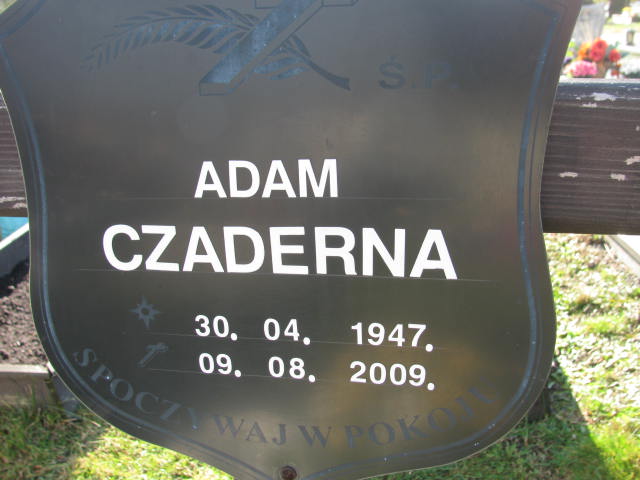 Ś.P.
ADAM
CZADERNA
30. 04. 1947.
09. 08. 2009.
SPOCZYWAJ W POKOJU